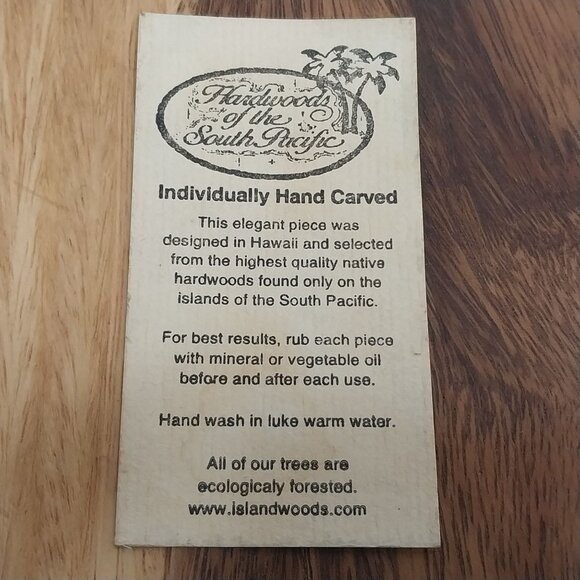 Hardwoods
of the
South Pacific
Individually Hand Carved
This elegant piece was
designed in Hawaii and selected
from the highest quality native
hardwoods found only on the
islands of the South Pacific.
For best results, rub each piece
with mineral or vegetable oil
before and after each use.
Hand wash in luke warm water.
All of our trees are
ecologicaly forested.
www.islandwoods.com